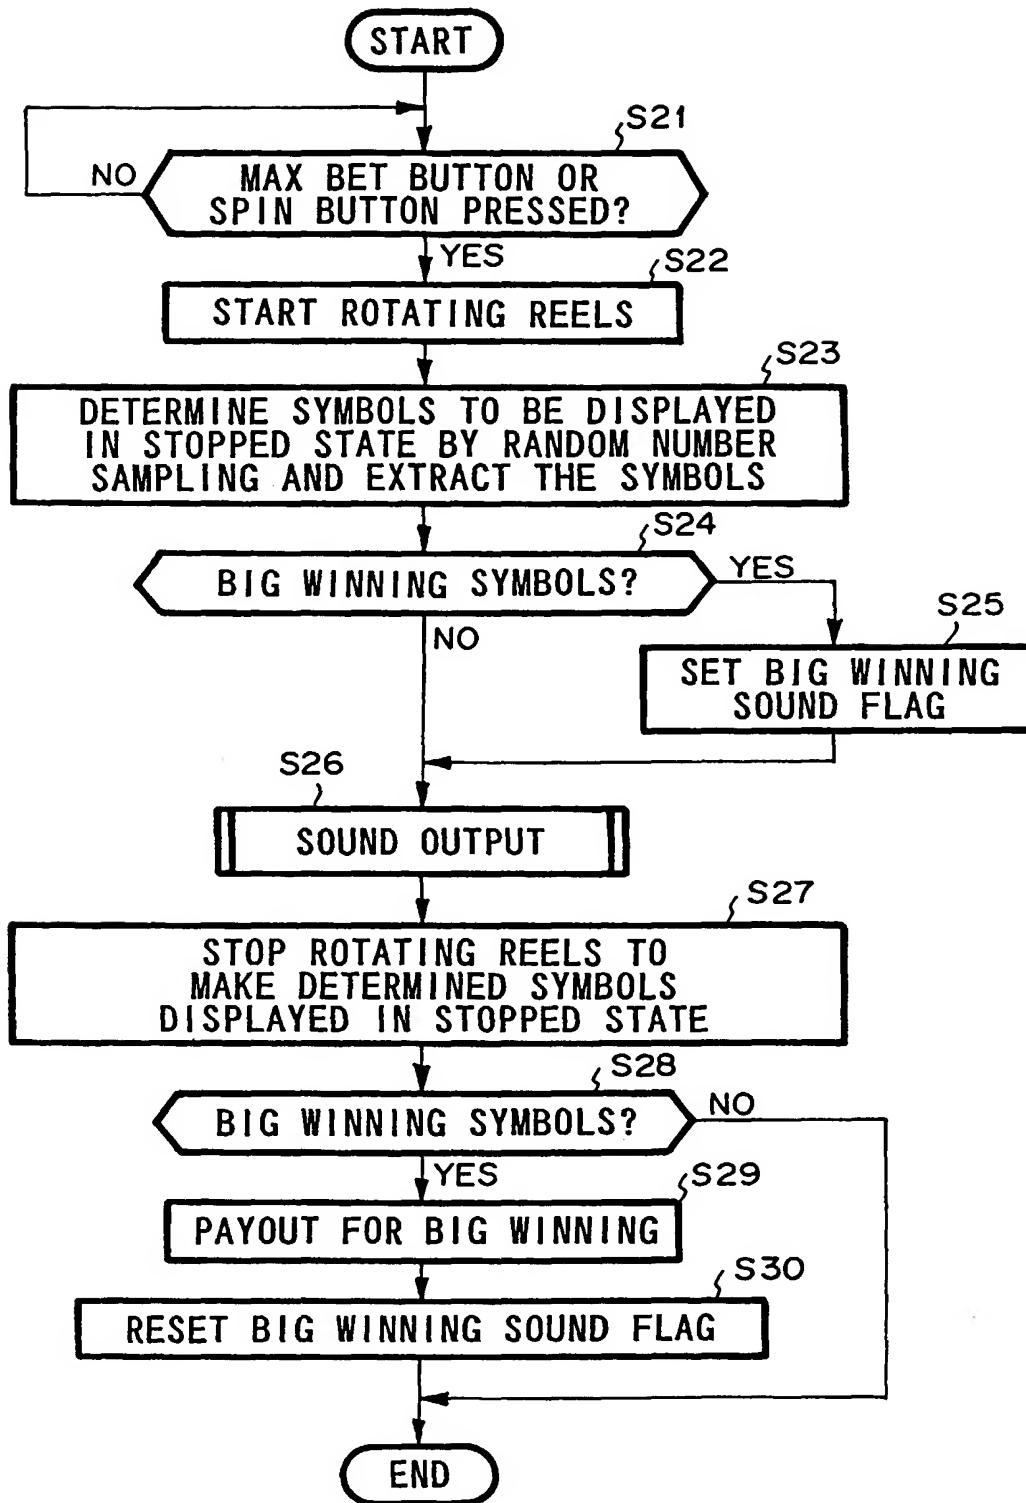 START
S21
NO
MAX BET BUTTON OR
SPIN BUTTON PRESSED?
YES
S22
START ROTATING REELS
S23
DETERMINE SYMBOLS TO BE DISPLAYED
IN STOPPED STATE BY RANDOM NUMBER
SAMPLING AND EXTRACT THE SYMBOLS
S24
BIG WINNING SYMBOLS?
YES
NO
S25
SET BIG WINNING
SOUND FLAG
S26
SOUND OUTPUT
S27
STOP ROTATING REELS TO
MAKE DETERMINED SYMBOLS
DISPLAYED IN STOPPED STATE
S28
BIG WINNING SYMBOLS?
NO
YES
S29
PAYOUT FOR BIG WINNING
S30
RESET BIG WINNING SOUND FLAG
END